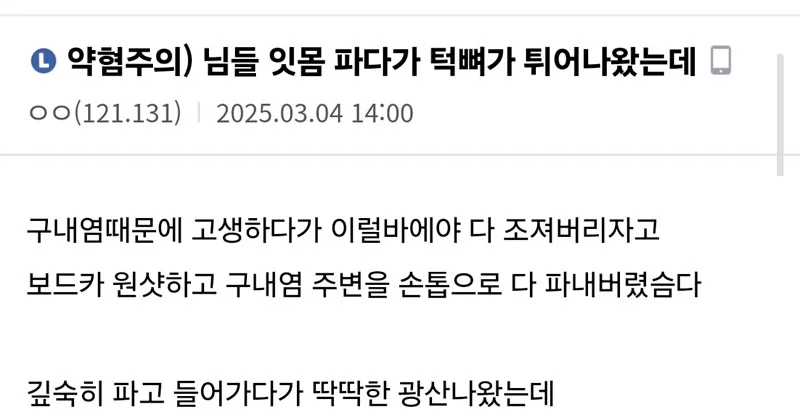 L 약혐주의) 님들 잇몸 파다가 턱뼈가 튀어나왔는데
ㅇㅇ(121.131) | 2025.03.04 14:00
구내염때문에 고생하다가 이럴바에야 다 조져버리자고
보드카 원샷하고 구내염 주변을 손톱으로 다 파내버렸슴다
깊숙히 파고 들어가다가 딱딱한 광산나왔는데